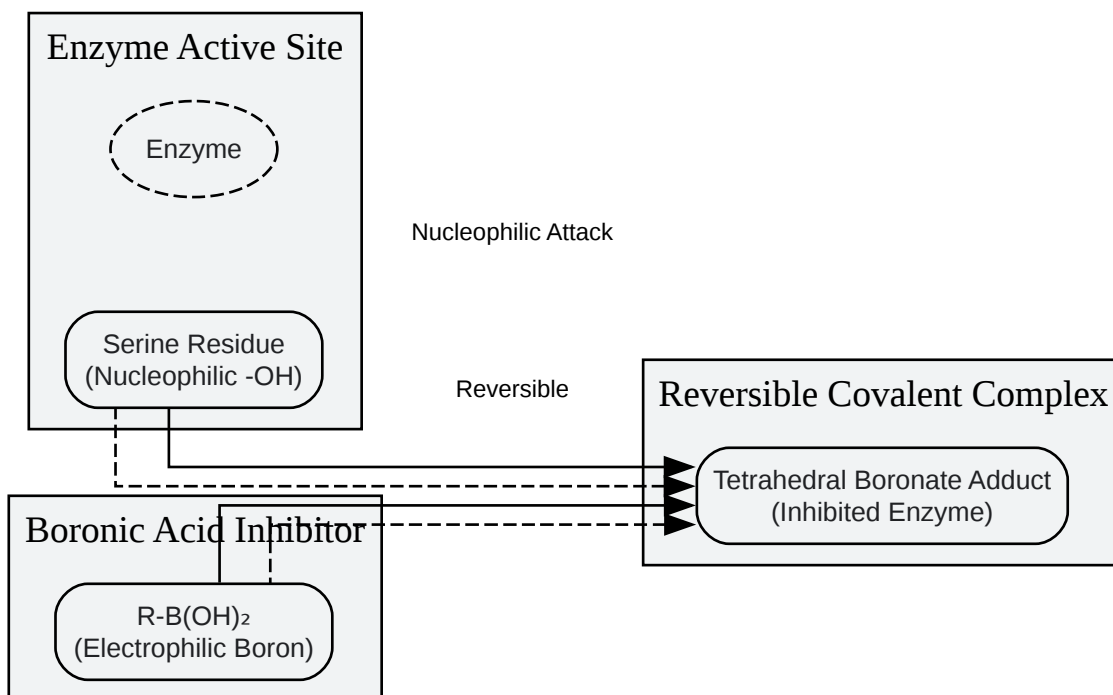 Enzyme Active Site
Enzyme
Nucleophilic Attack
Serine Residue
(Nucleophilic -OH)
Reversible
Reversible Covalent Complex
Tetrahedral Boronate Adduct
(Inhibited Enzyme)
Boronic Acid Inhibitor
R-B(OH)₂
(Electrophilic Boron)